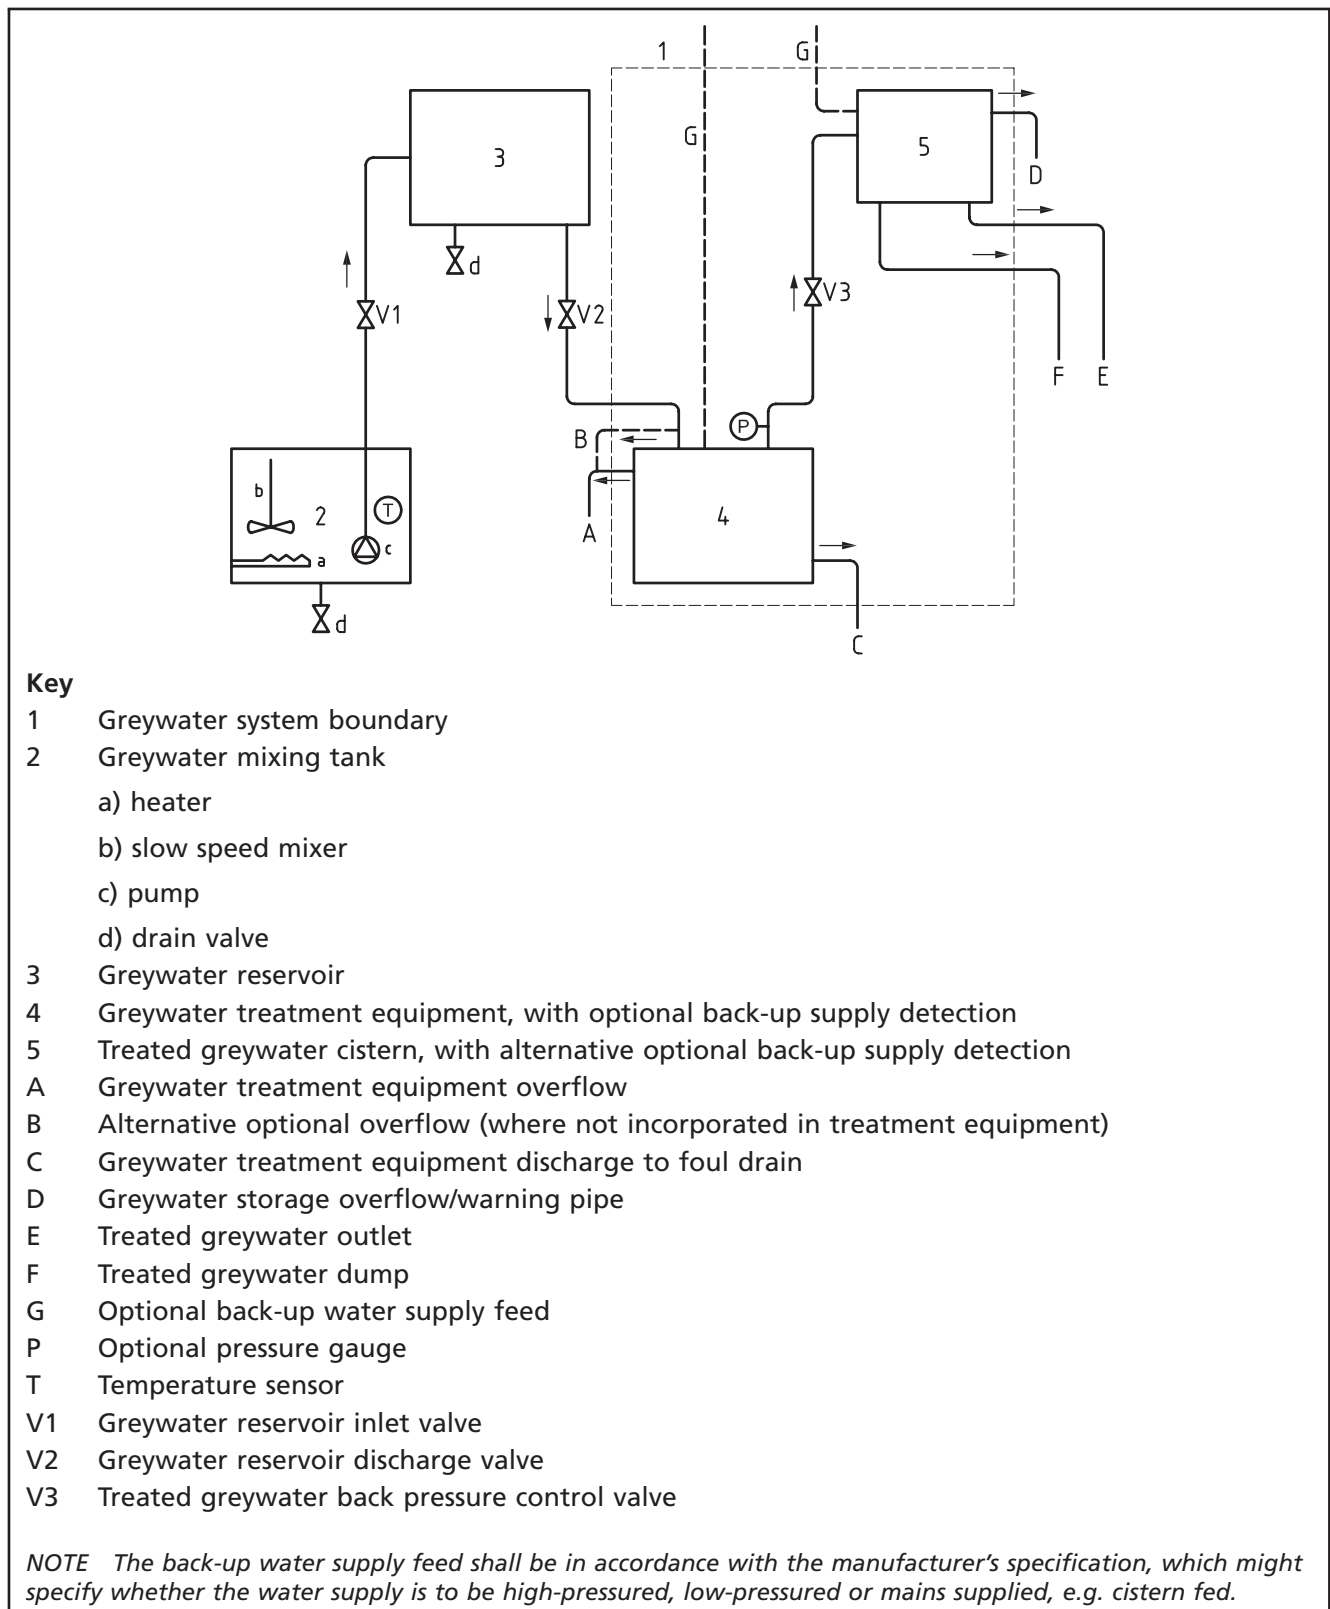 1
G
G
3
5
D
d
V1
V2
V3
F
E
B
P
b
2
T
A
4
c
a
d
C
Key
1 Greywater system boundary
2 Greywater mixing tank
a) heater
b) slow speed mixer
c) pump
d) drain valve
3 Greywater reservoir
4 Greywater treatment equipment, with optional back-up supply detection
5 Treated greywater cistern, with alternative optional back-up supply detection
A Greywater treatment equipment overflow
B Alternative optional overflow (where not incorporated in treatment equipment)
C Greywater treatment equipment discharge to foul drain
D Greywater storage overflow/warning pipe
E Treated greywater outlet
F Treated greywater dump
G Optional back-up water supply feed
P Optional pressure gauge
T Temperature sensor
V1 Greywater reservoir inlet valve
V2 Greywater reservoir discharge valve
V3 Treated greywater back pressure control valve
NOTE The back-up water supply feed shall be in accordance with the manufacturer's specification, which might
specify whether the water supply is to be high-pressured, low-pressured or mains supplied, e.g. cistern fed.